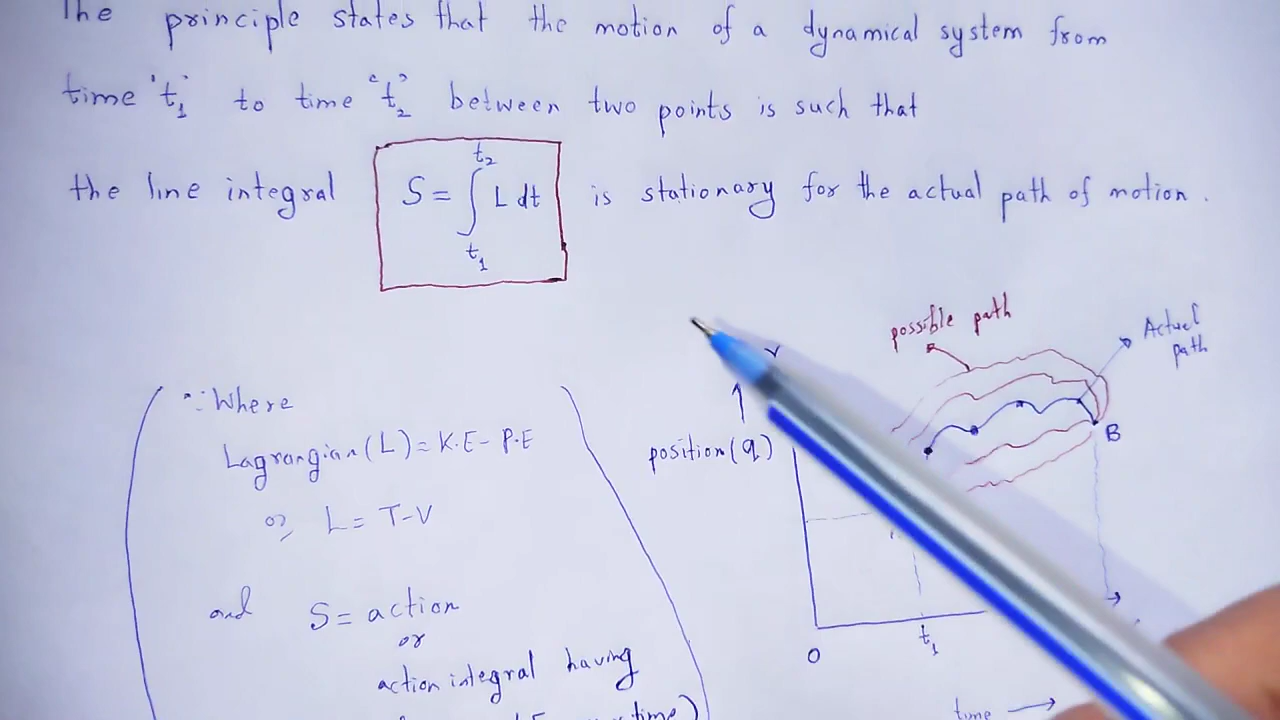 The principle states that the motion of a dynamical system from
time 't₁' to time 't₂' between two points is such that
the line integral S = ∫ₜ₁ᵗ² L dt is stationary for the actual path of motion.
∵ Where
Lagrangian (L) = K.E - P.E
or, L = T-V
and S = action
or
action integral having
time)
possible path
Actual
path
B
position (q)
O
t₁
time →